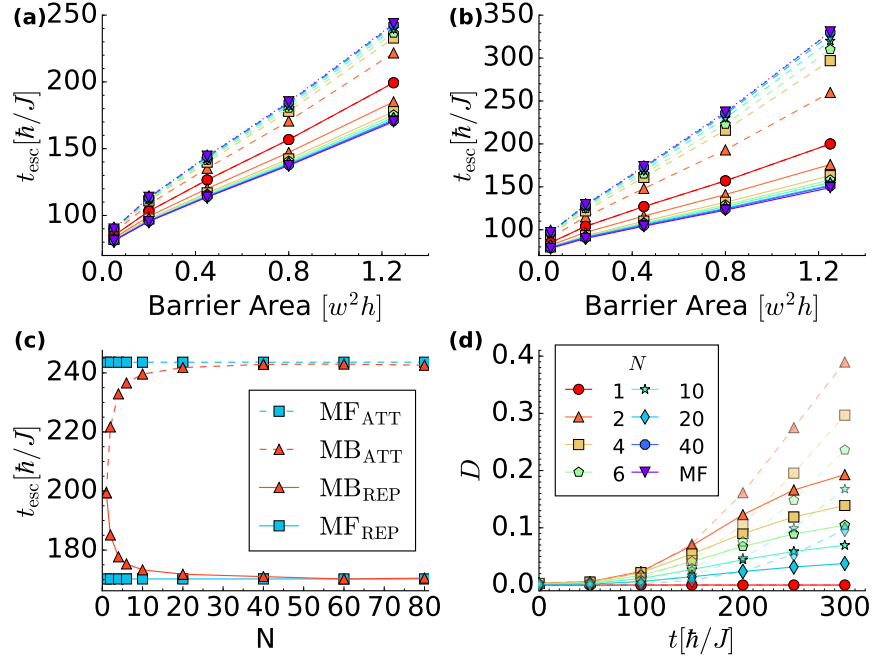 (a)
250
200
150
100
t_esc [ħ/J]
0.0 0.4 0.8 1.2
Barrier Area [w²h]
(b)
350
300
250
200
150
100
t_esc [ħ/J]
0.0 0.4 0.8 1.2
Barrier Area [w²h]
(c)
240
220
200
180
t_esc [ħ/J]
MF_ATT
MB_ATT
MB_REP
MF_REP
0 10 20 30 40 50 60 70 80
N
(d)
0.4
0.3
0.2
0.1
0.0
D
N
1 10
2 20
4 40
6 MF
0 100 200 300
t[ħ/J]